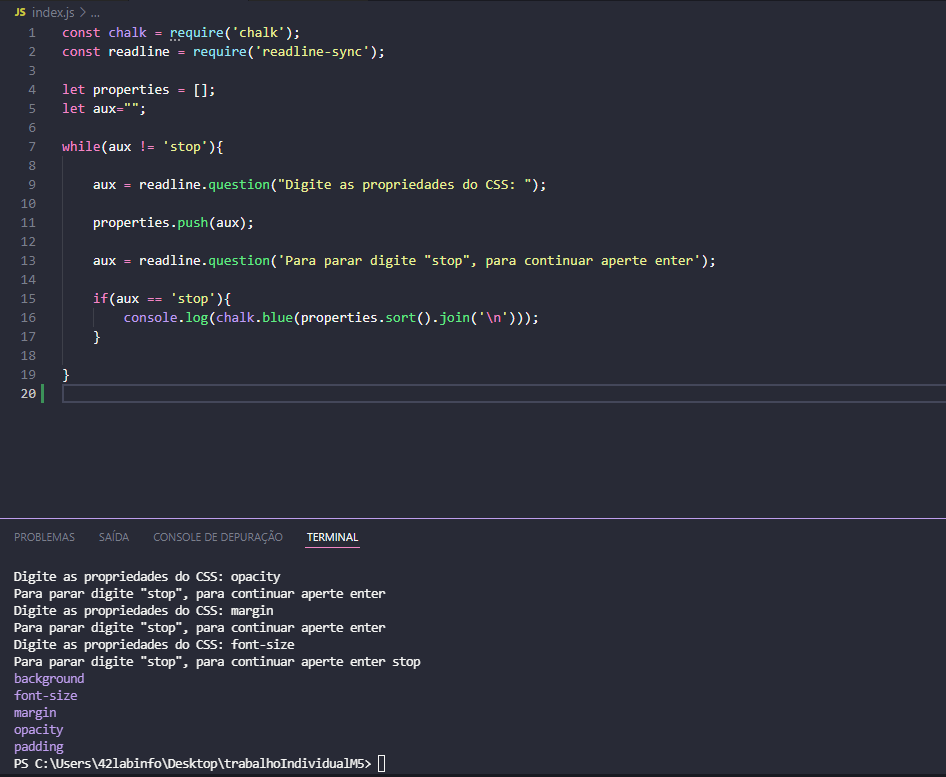 JS index.js > ...
1 const chalk = require('chalk');
2 const readline = require('readline-sync');
3
4 let properties = [];
5 let aux="";
6
7 while(aux != 'stop'){
8
9 aux = readline.question("Digite as propriedades do CSS: ");
10
11 properties.push(aux);
12
13 aux = readline.question('Para parar digite "stop", para continuar aperte enter');
14
15 if(aux == 'stop'){
16 console.log(chalk.blue(properties.sort().join('\n')));
17 }
18
19 }
20
PROBLEMAS SAÍDA CONSOLE DE DEPURAÇÃO TERMINAL
Digite as propriedades do CSS: opacity
Para parar digite "stop", para continuar aperte enter
Digite as propriedades do CSS: margin
Para parar digite "stop", para continuar aperte enter
Digite as propriedades do CSS: font-size
Para parar digite "stop", para continuar aperte enter stop
background
font-size
margin
opacity
padding
PS C:\Users\42labinfo\Desktop\trabalhoIndividualM5>